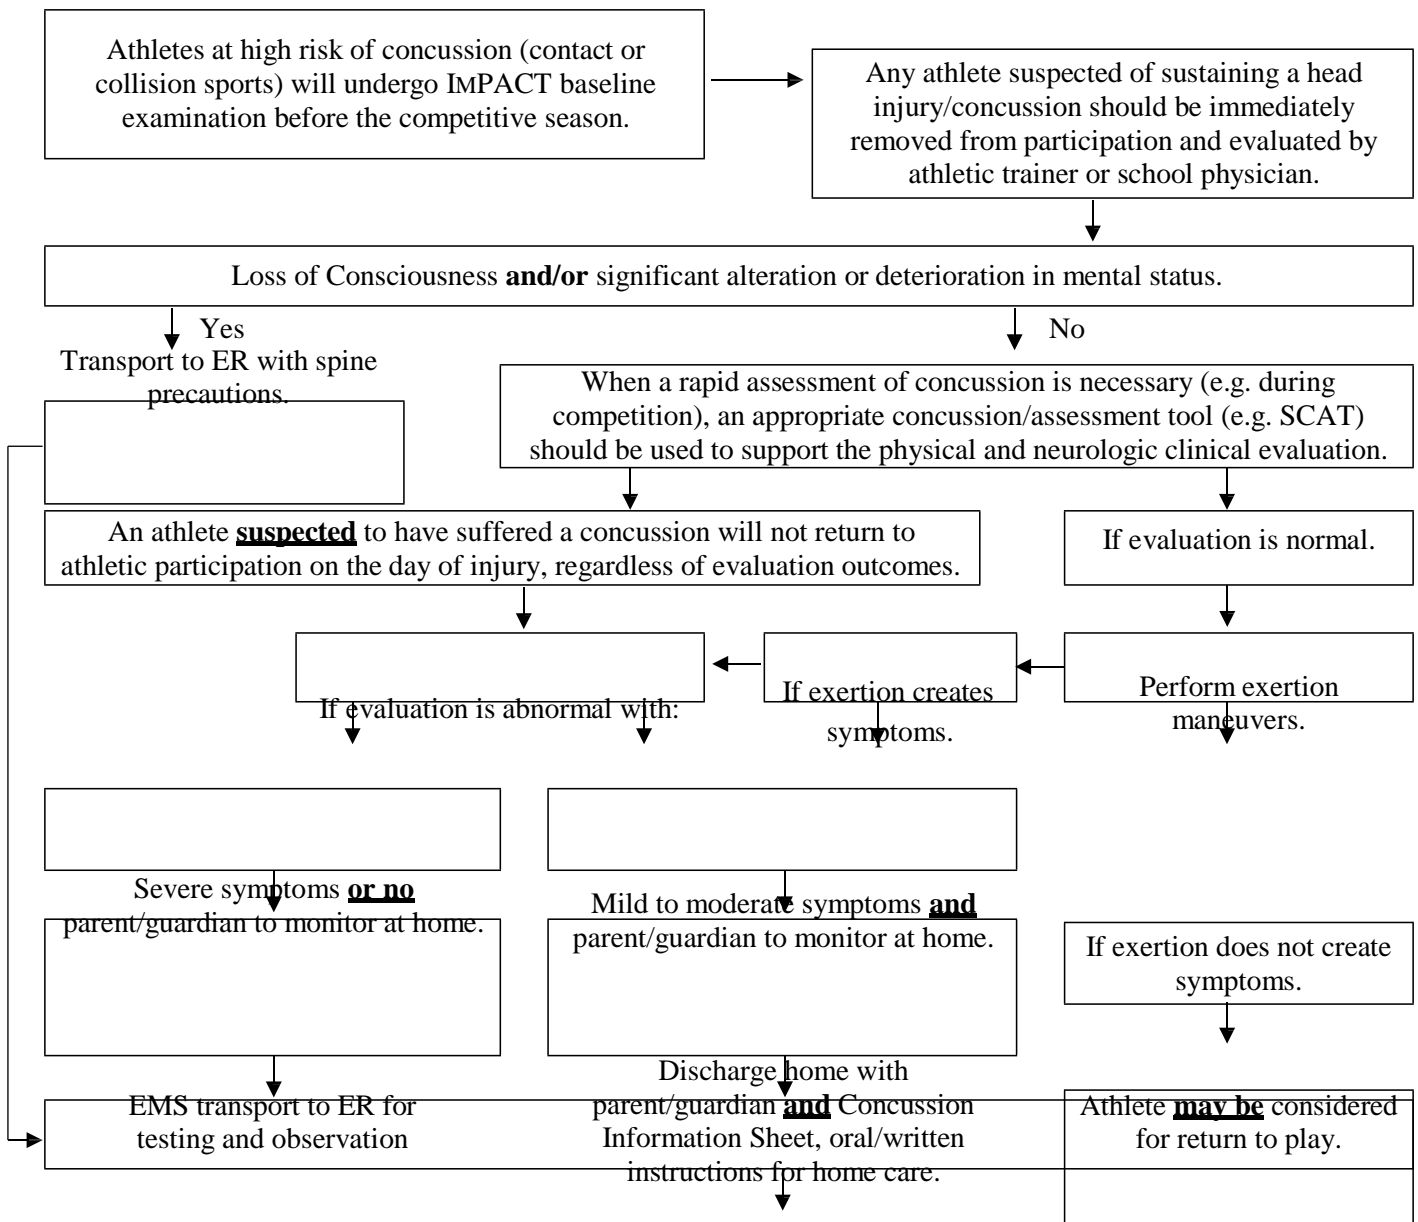 Athletes at high risk of concussion (contact or
collision sports) will undergo IMPACT baseline
examination before the competitive season.
Any athlete suspected of sustaining a head
injury/concussion should be immediately
removed from participation and evaluated by
athletic trainer or school physician.
Loss of Consciousness and/or significant alteration or deterioration in mental status.
Yes
No
Transport to ER with spine
precautions.
When a rapid assessment of concussion is necessary (e.g. during
competition), an appropriate concussion/assessment tool (e.g. SCAT)
should be used to support the physical and neurologic clinical evaluation.
An athlete suspected to have suffered a concussion will not return to
athletic participation on the day of injury, regardless of evaluation outcomes.
If evaluation is normal.
If evaluation is abnormal with:
If exertion creates
symptoms.
Perform exertion
maneuvers.
Severe symptoms or no
parent/guardian to monitor at home.
Mild to moderate symptoms and
parent/guardian to monitor at home.
If exertion does not create
symptoms.
EMS transport to ER for
testing and observation
Discharge home with
parent/guardian and Concussion
Information Sheet, oral/written
instructions for home care.
Athlete may be considered
for return to play.